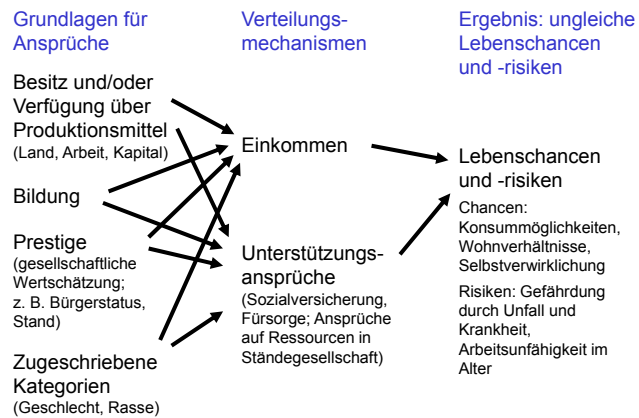 Grundlagen für
Ansprüche
Besitz und/oder
Verfügung über
Produktionsmittel
(Land, Arbeit, Kapital)
Bildung
Prestige
(gesellschaftliche
Wertschätzung;
z. B. Bürgerstatus,
Stand)
Zugeschriebene
Kategorien
(Geschlecht, Rasse)
Verteilungs-
mechanismen
Einkommen
Unterstützungs-
ansprüche
(Sozialversicherung,
Fürsorge; Ansprüche
auf Ressourcen in
Ständegesellschaft)
Ergebnis: ungleiche
Lebenschancen
und -risiken
Lebenschancen
und -risiken
Chancen:
Konsummöglichkeiten,
Wohnverhältnisse,
Selbstverwirklichung
Risiken: Gefährdung
durch Unfall und
Krankheit,
Arbeitsunfähigkeit im
Alter